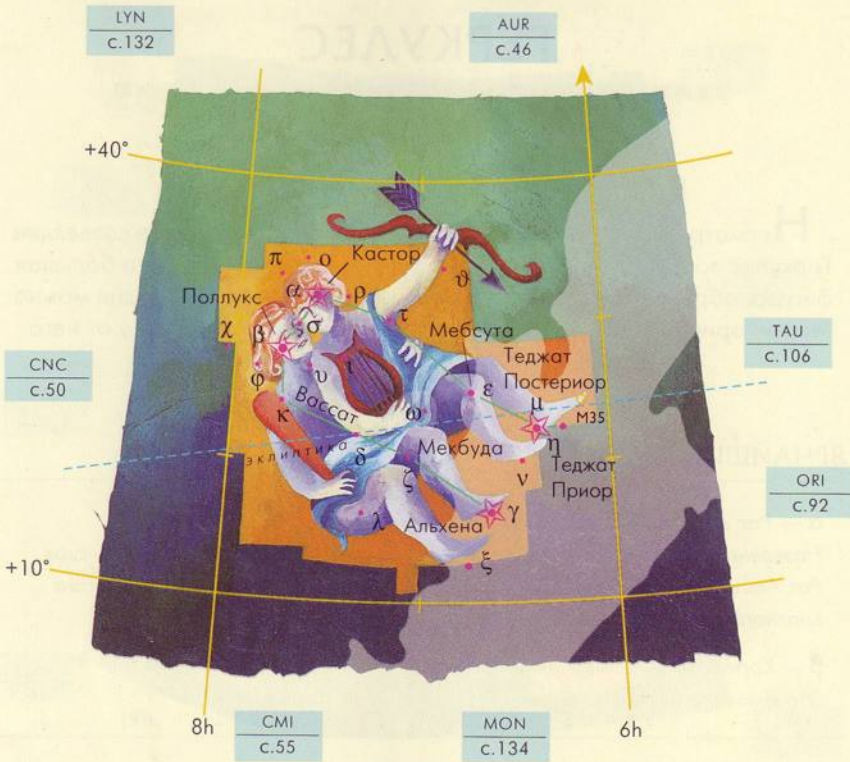 LYN
с.132
AUR
с.46
+40°
π
ο
Кастор
α
ρ
θ
Поллукс
χ
β
ξ
σ
τ
Мебсута
TAU
с.106
Теджат
Постериор
CNC
с.50
φ
υ
ι
ε
μ
M35
κ
Вассат
ω
η
эклиптика
δ
Мекбуда
ν
Теджат
Приор
ζ
ORI
с.92
λ
Альхена
γ
ξ
+10°
8h
CMI
с.55
MON
с.134
6h